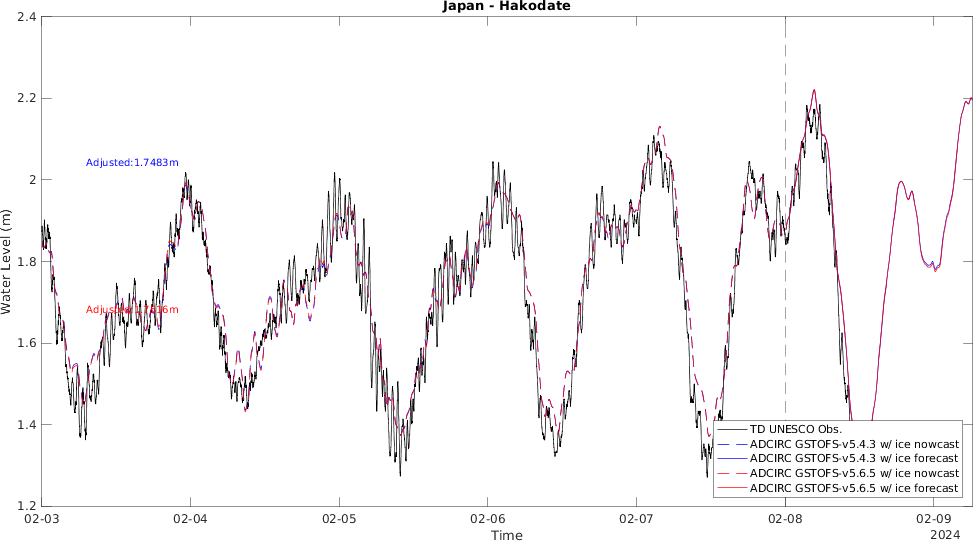 Japan - Hakodate
Water Level (m)
2.4
2.2
2
1.8
1.6
1.4
1.2
Adjusted:1.7483m
TD UNESCO Obs.
ADCIRC GSTOFS-v5.4.3 w/ ice nowcast
ADCIRC GSTOFS-v5.4.3 w/ ice forecast
ADCIRC GSTOFS-v5.6.5 w/ ice nowcast
ADCIRC GSTOFS-v5.6.5 w/ ice forecast
02-03
02-04
02-05
02-06
02-07
02-08
02-09
Time
2024